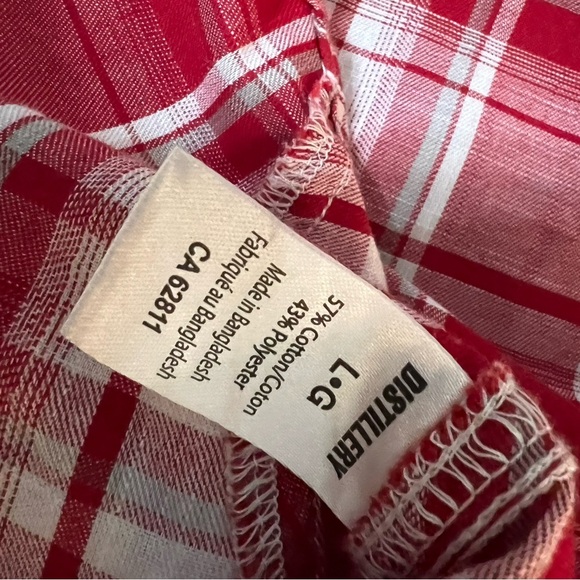 DISTILLERY
L•G
57% Cotton/Coton
43% Polyester
Made in Bangladesh
Fabriqué au Bangladesh
CA 62811